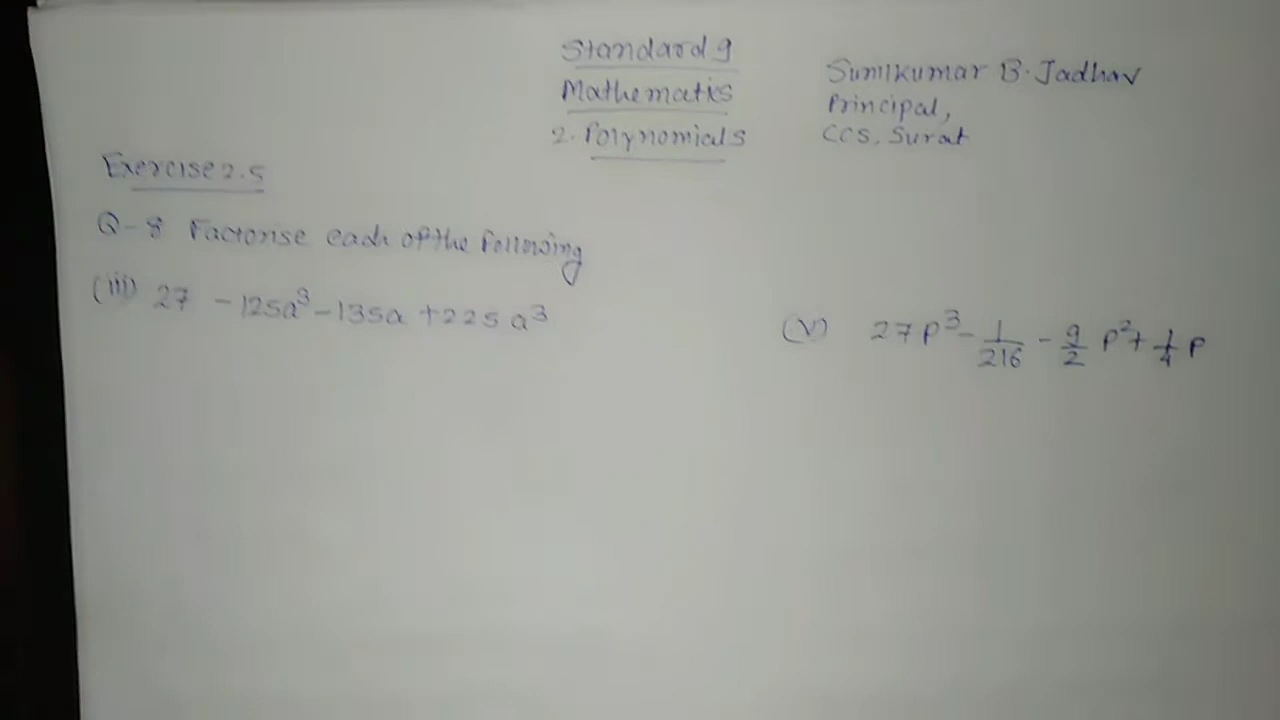 Standard 9
Mathematics
2. Polynomials
Sunilkumar B. Jadhav
Principal,
CCS, Surat
Exercise 2.5
Q-8 Factorise each of the following
(iii) 27 - 125a³ - 135a + 225a³
(v) 27p³ - 1/216 - 9/2 p² + 1/4 p